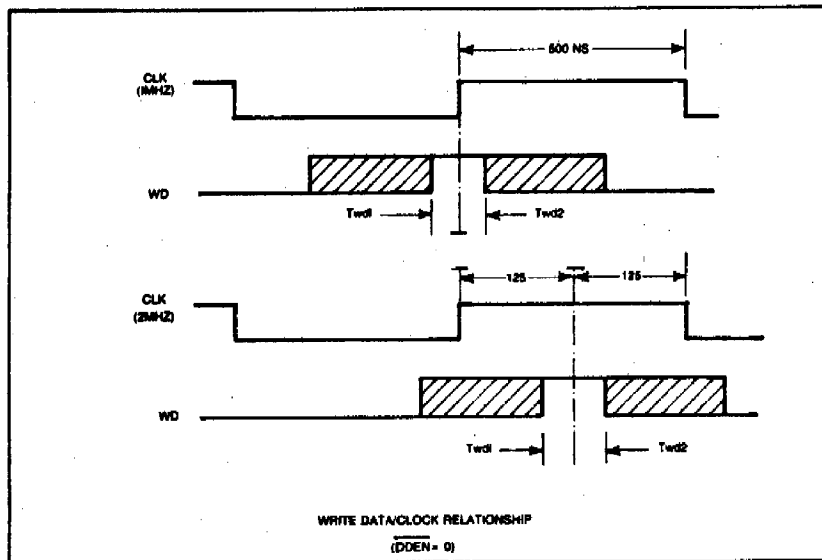 500 NS
CLK
(1MHZ)
WD
Twd1
Twd2
125
125
CLK
(2MHZ)
WD
Twd1
Twd2
WRITE DATA/CLOCK RELATIONSHIP
(DDEN = 0)